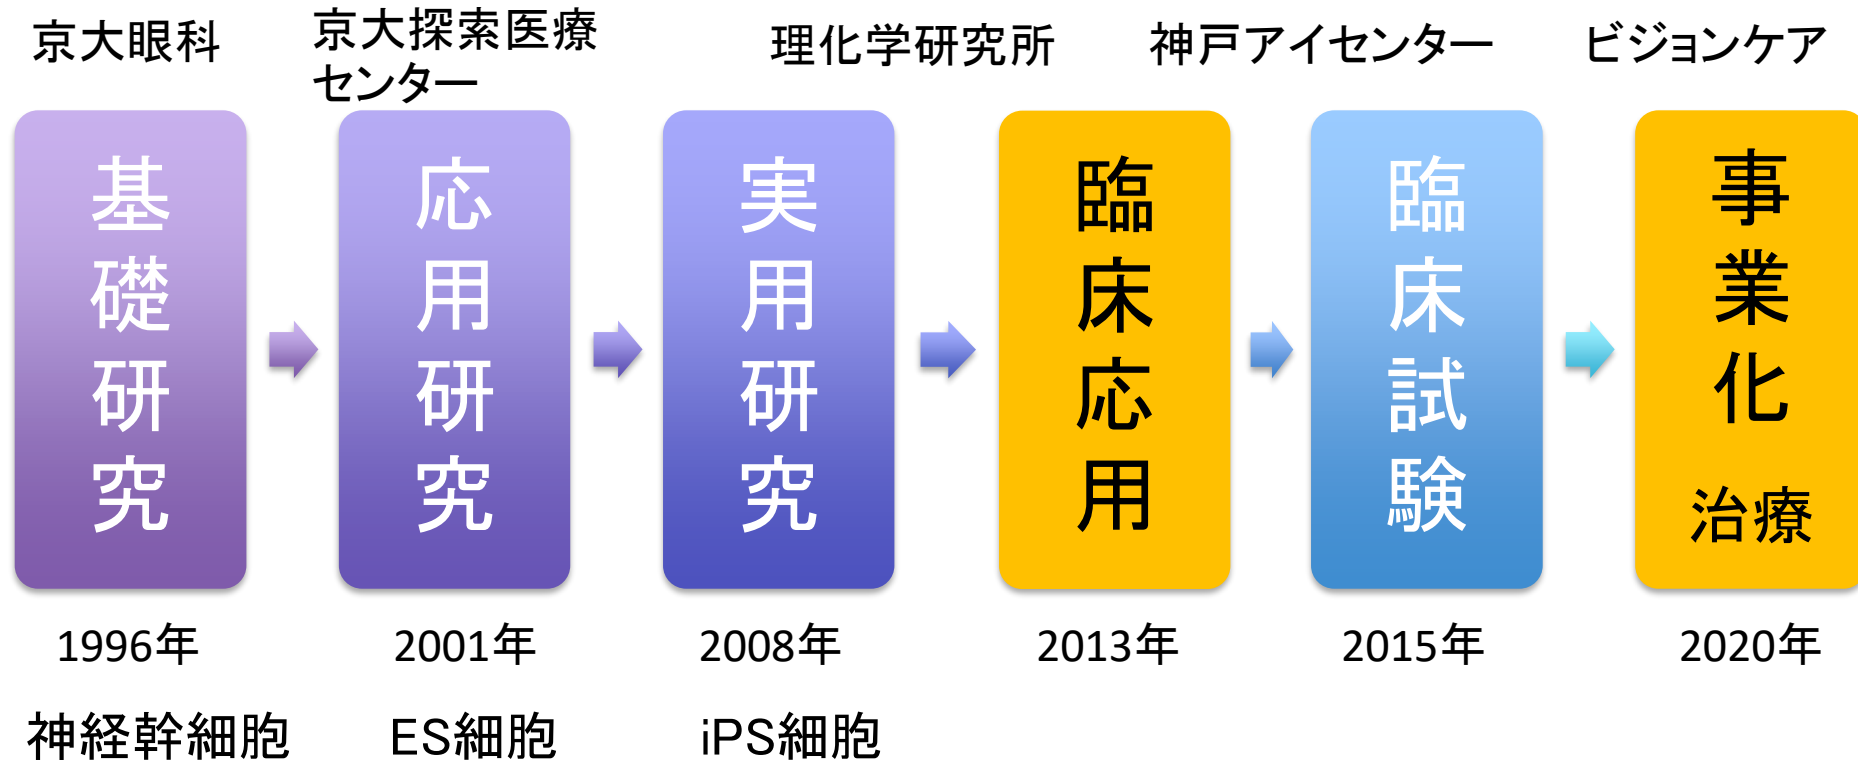 京大眼科
京大探索医療
センター
理化学研究所
神戸アイセンター
ビジョンケア
基礎研究
応用研究
実用研究
臨床応用
臨床試験
事業化
治療
1996年
2001年
2008年
2013年
2015年
2020年
神経幹細胞
ES細胞
iPS細胞